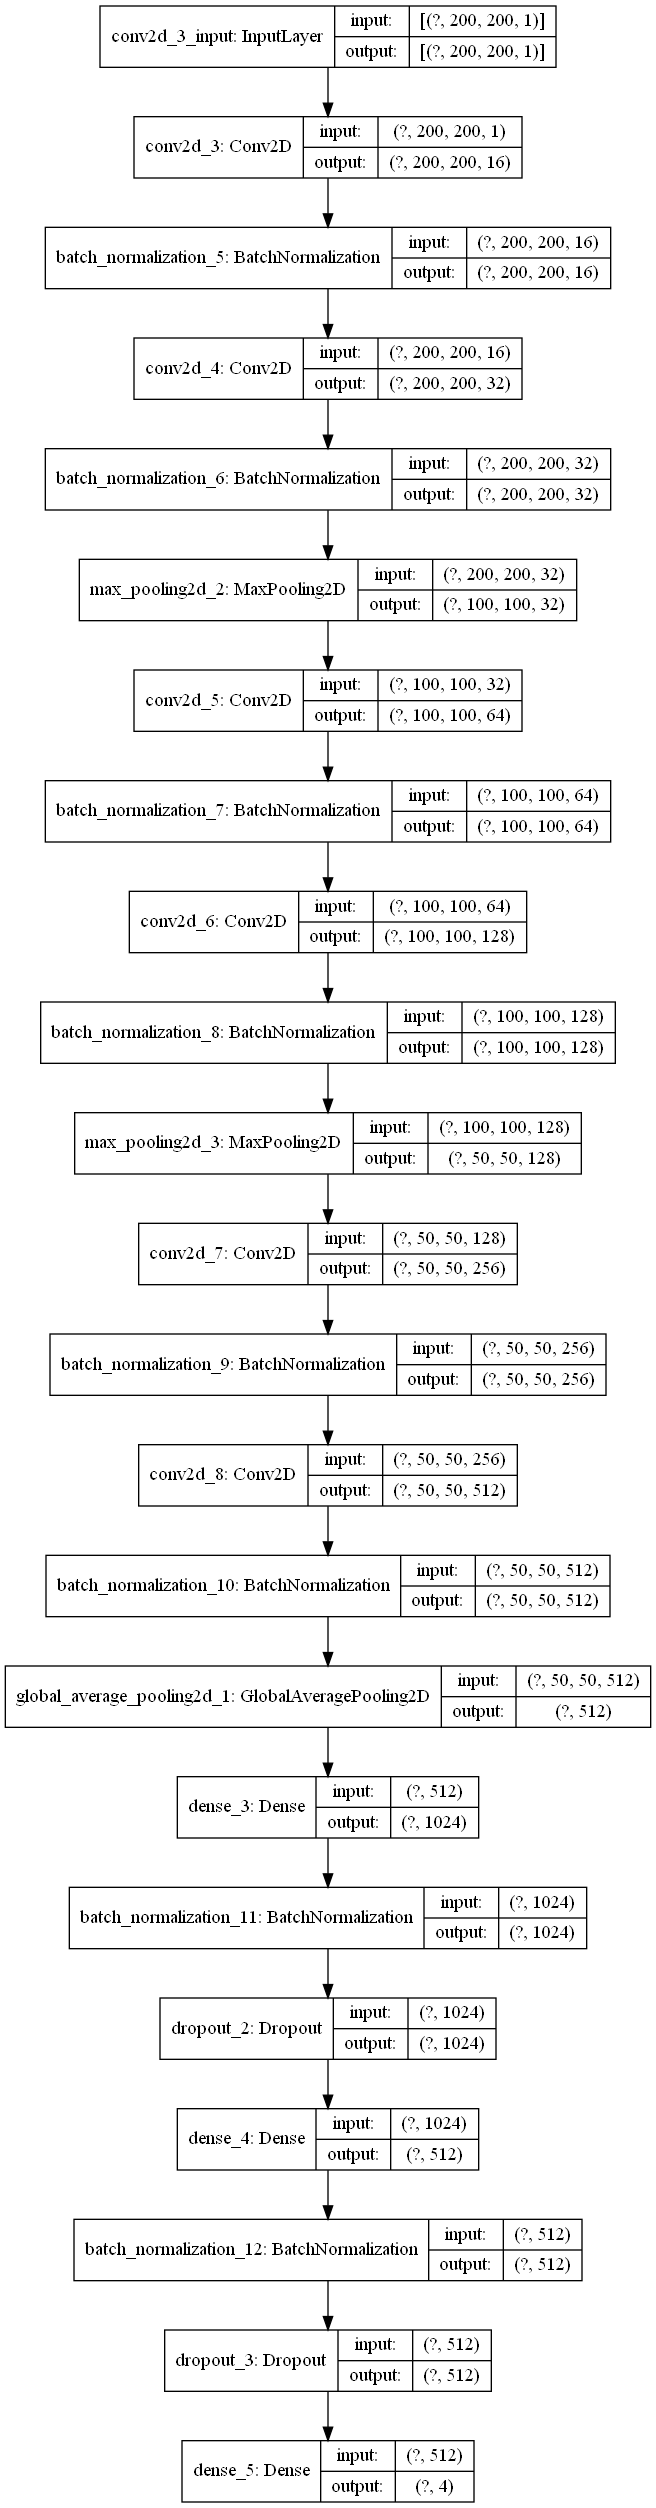 conv2d_3_input: InputLayer
input: [(?, 200, 200, 1)]
output: [(?, 200, 200, 1)]
conv2d_3: Conv2D
input: (?, 200, 200, 1)
output: (?, 200, 200, 16)
batch_normalization_5: BatchNormalization
input: (?, 200, 200, 16)
output: (?, 200, 200, 16)
conv2d_4: Conv2D
input: (?, 200, 200, 16)
output: (?, 200, 200, 32)
batch_normalization_6: BatchNormalization
input: (?, 200, 200, 32)
output: (?, 200, 200, 32)
max_pooling2d_2: MaxPooling2D
input: (?, 200, 200, 32)
output: (?, 100, 100, 32)
conv2d_5: Conv2D
input: (?, 100, 100, 32)
output: (?, 100, 100, 64)
batch_normalization_7: BatchNormalization
input: (?, 100, 100, 64)
output: (?, 100, 100, 64)
conv2d_6: Conv2D
input: (?, 100, 100, 64)
output: (?, 100, 100, 128)
batch_normalization_8: BatchNormalization
input: (?, 100, 100, 128)
output: (?, 100, 100, 128)
max_pooling2d_3: MaxPooling2D
input: (?, 100, 100, 128)
output: (?, 50, 50, 128)
conv2d_7: Conv2D
input: (?, 50, 50, 128)
output: (?, 50, 50, 256)
batch_normalization_9: BatchNormalization
input: (?, 50, 50, 256)
output: (?, 50, 50, 256)
conv2d_8: Conv2D
input: (?, 50, 50, 256)
output: (?, 50, 50, 512)
batch_normalization_10: BatchNormalization
input: (?, 50, 50, 512)
output: (?, 50, 50, 512)
global_average_pooling2d_1: GlobalAveragePooling2D
input: (?, 50, 50, 512)
output: (?, 512)
dense_3: Dense
input: (?, 512)
output: (?, 1024)
batch_normalization_11: BatchNormalization
input: (?, 1024)
output: (?, 1024)
dropout_2: Dropout
input: (?, 1024)
output: (?, 1024)
dense_4: Dense
input: (?, 1024)
output: (?, 512)
batch_normalization_12: BatchNormalization
input: (?, 512)
output: (?, 512)
dropout_3: Dropout
input: (?, 512)
output: (?, 512)
dense_5: Dense
input: (?, 512)
output: (?, 4)